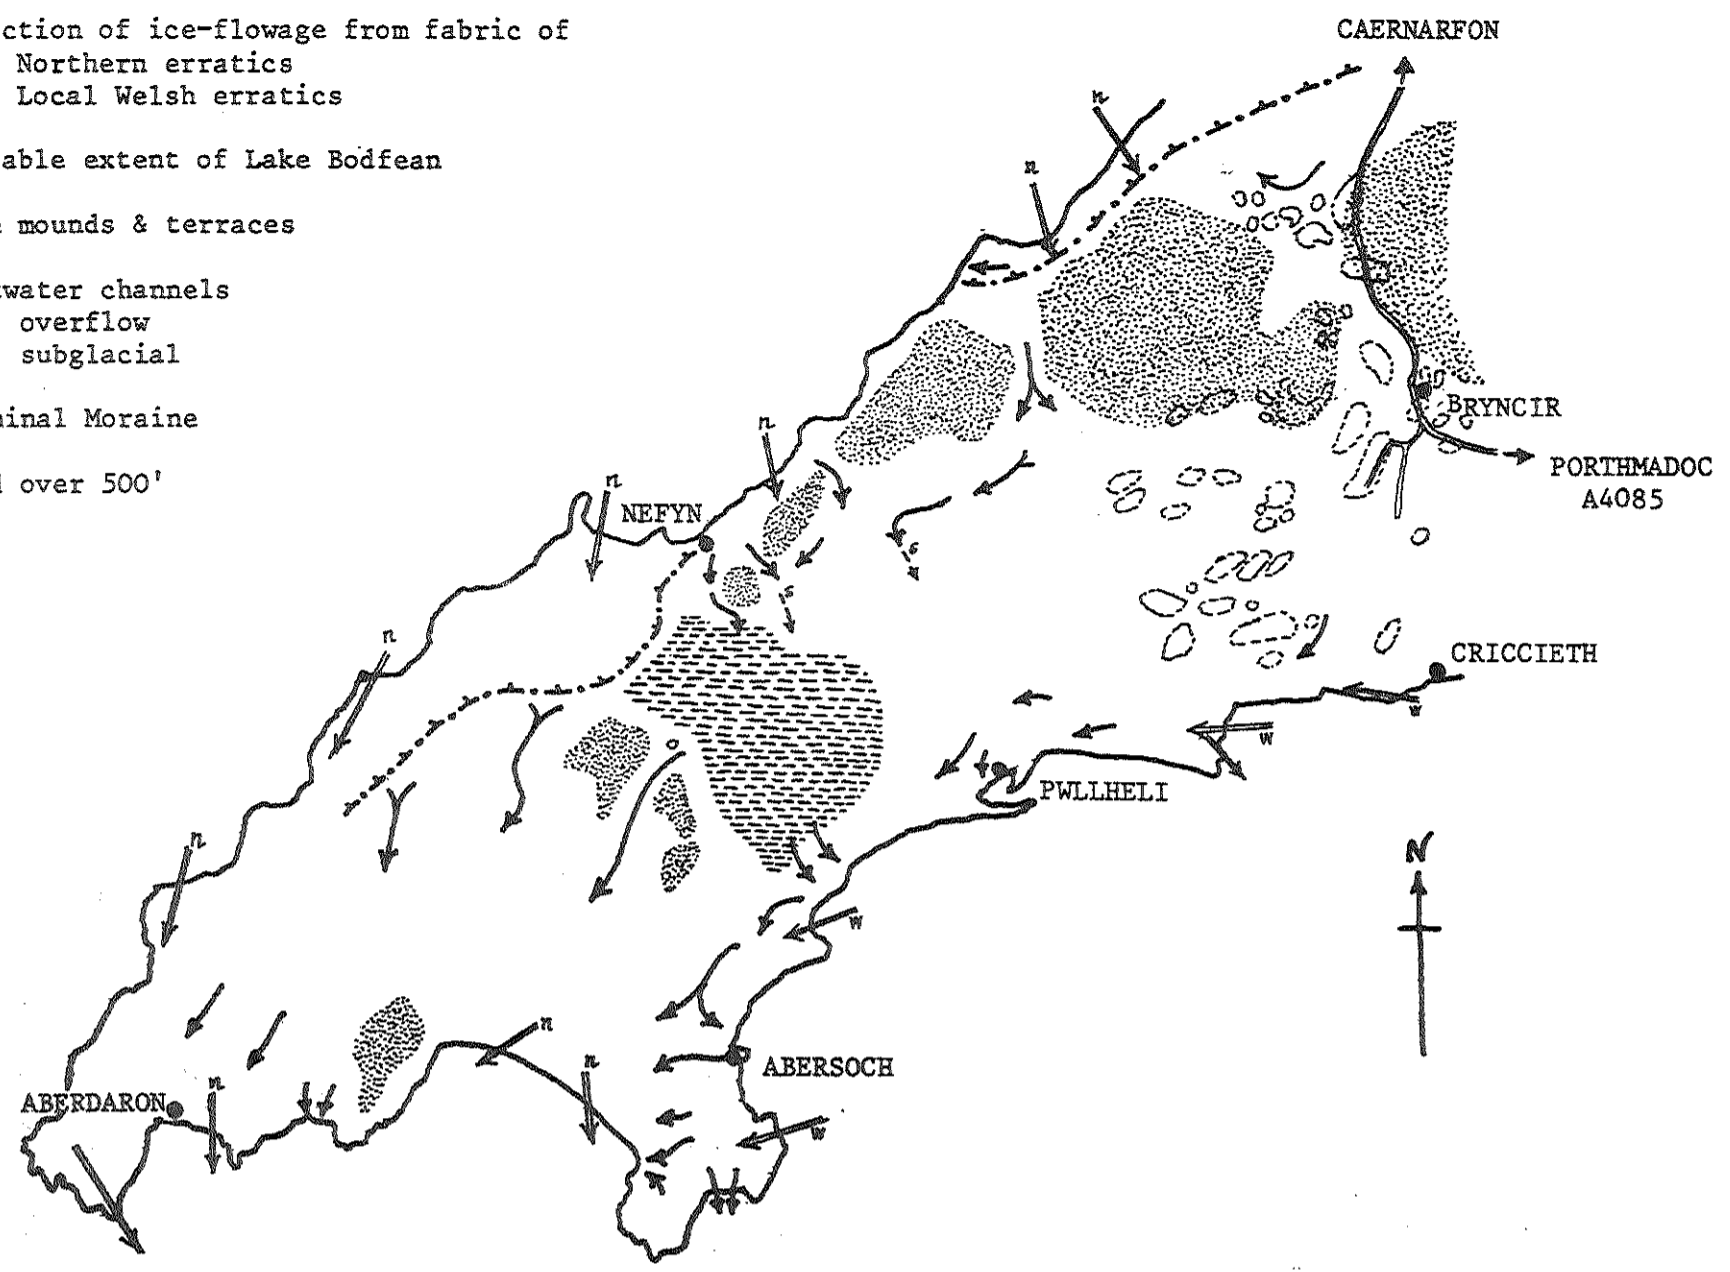 ction of ice-flowage from fabric of
Northern erratics
Local Welsh erratics
able extent of Lake Bodfean
mounds & terraces
water channels
overflow
subglacial
inal Moraine
over 500'
CAERNARFON
n
n
BRYNCIR
PORTHMADOC
A4085
n
n
NEFYN
s
s
n
CRICCIETH
w
w
PWLLHELI
n
N
w
n
n
ABERSOCH
ABERDARON
n
w